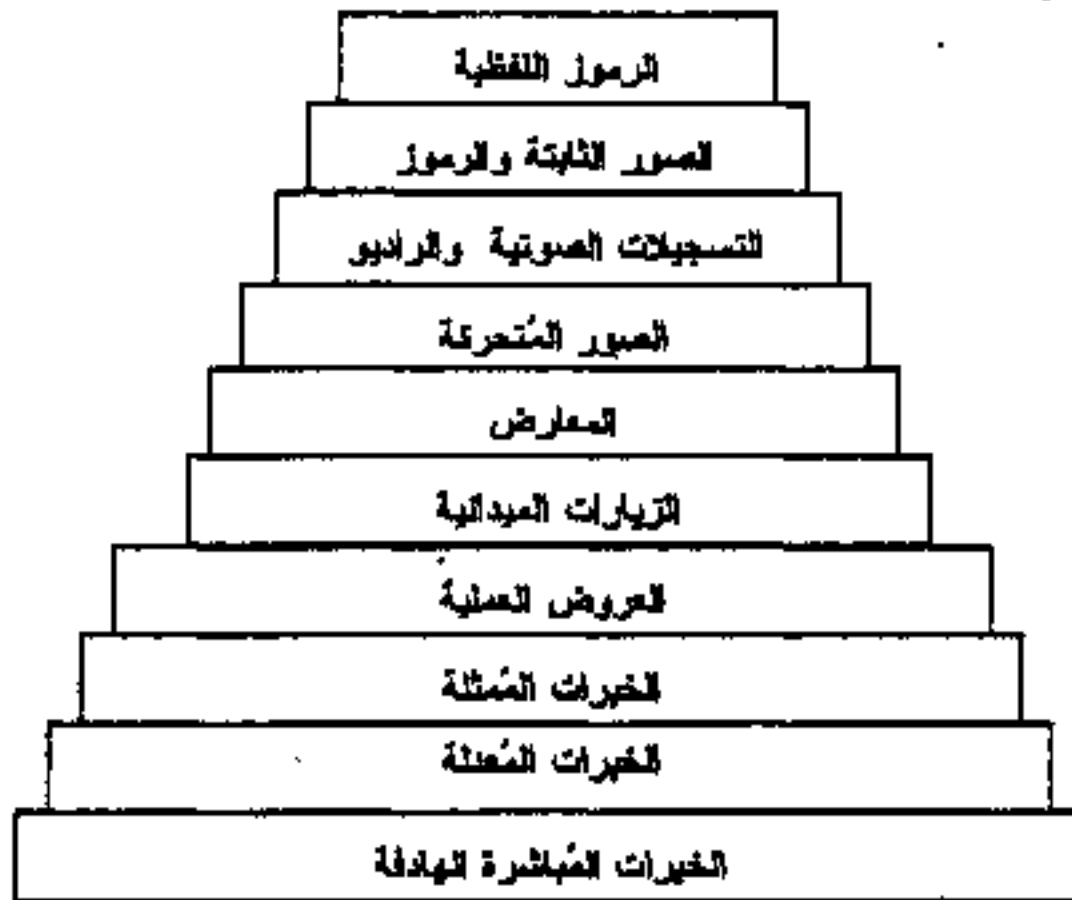 الرموز اللفظية
الصور الثابتة والرموز
التسجيلات الصوتية والراديو
الصور المُتحركة
المعارض
الزيارات الميدانية
العروض العملية
الخبرات المُمثلة
الخبرات المُعدلة
الخبرات المُباشرة الهادفة